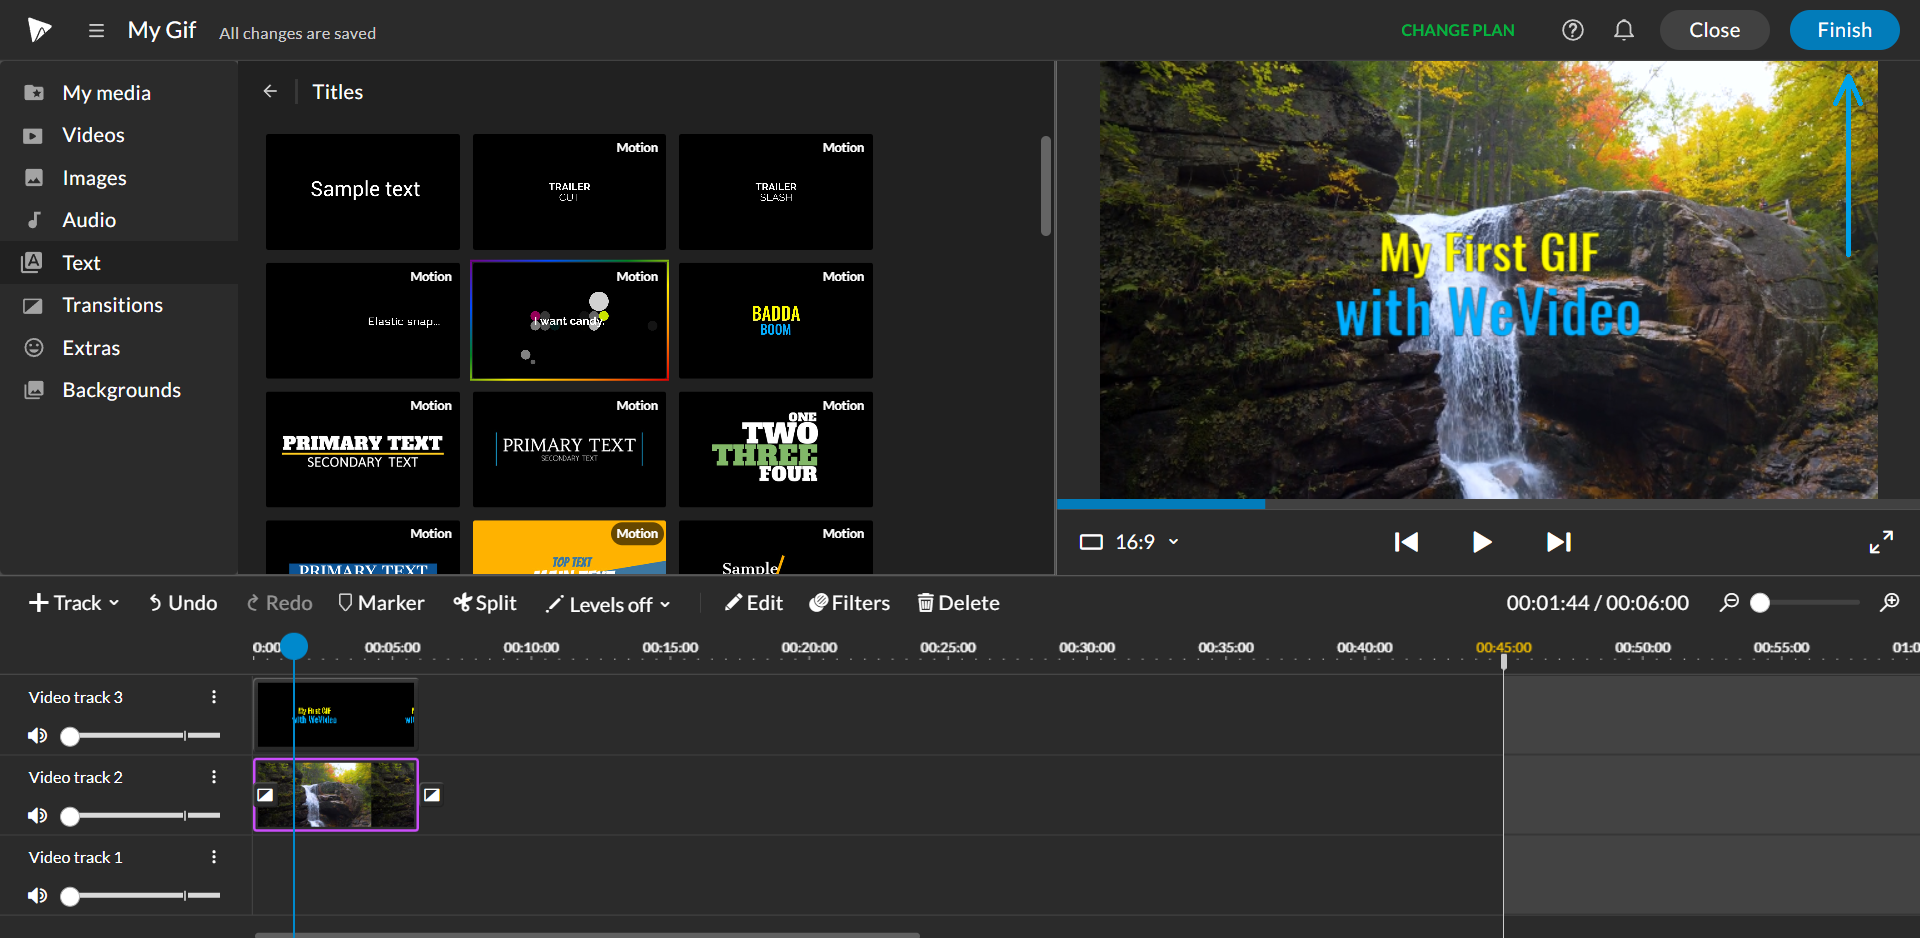 My Gif
All changes are saved
CHANGE PLAN
Close
Finish
My media
Videos
Images
Audio
Text
Transitions
Extras
Backgrounds
Titles
Sample text
Motion
TRAILER
CUT
Motion
TRAILER
SLASH
Motion
Elastic snap...
Motion
I want candy.
Motion
BADDA
BOOM
Motion
PRIMARY TEXT
SECONDARY TEXT
Motion
PRIMARY TEXT
SECONDARY TEXT
Motion
ONE
TWO
THREE
FOUR
Motion
PRIMARY TEXT
Motion
TOP TEXT
MAIN TEXT
Motion
Sample
My First GIF
with WeVideo
16:9
Track
Undo
Redo
Marker
Split
Levels off
Edit
Filters
Delete
00:01:44 / 00:06:00
0:00 00:05:00 00:10:00 00:15:00 00:20:00 00:25:00 00:30:00 00:35:00 00:40:00 00:45:00 00:50:00 00:55:00 01:0
Video track 3
My First GIF
with WeVideo
Video track 2
Video track 1